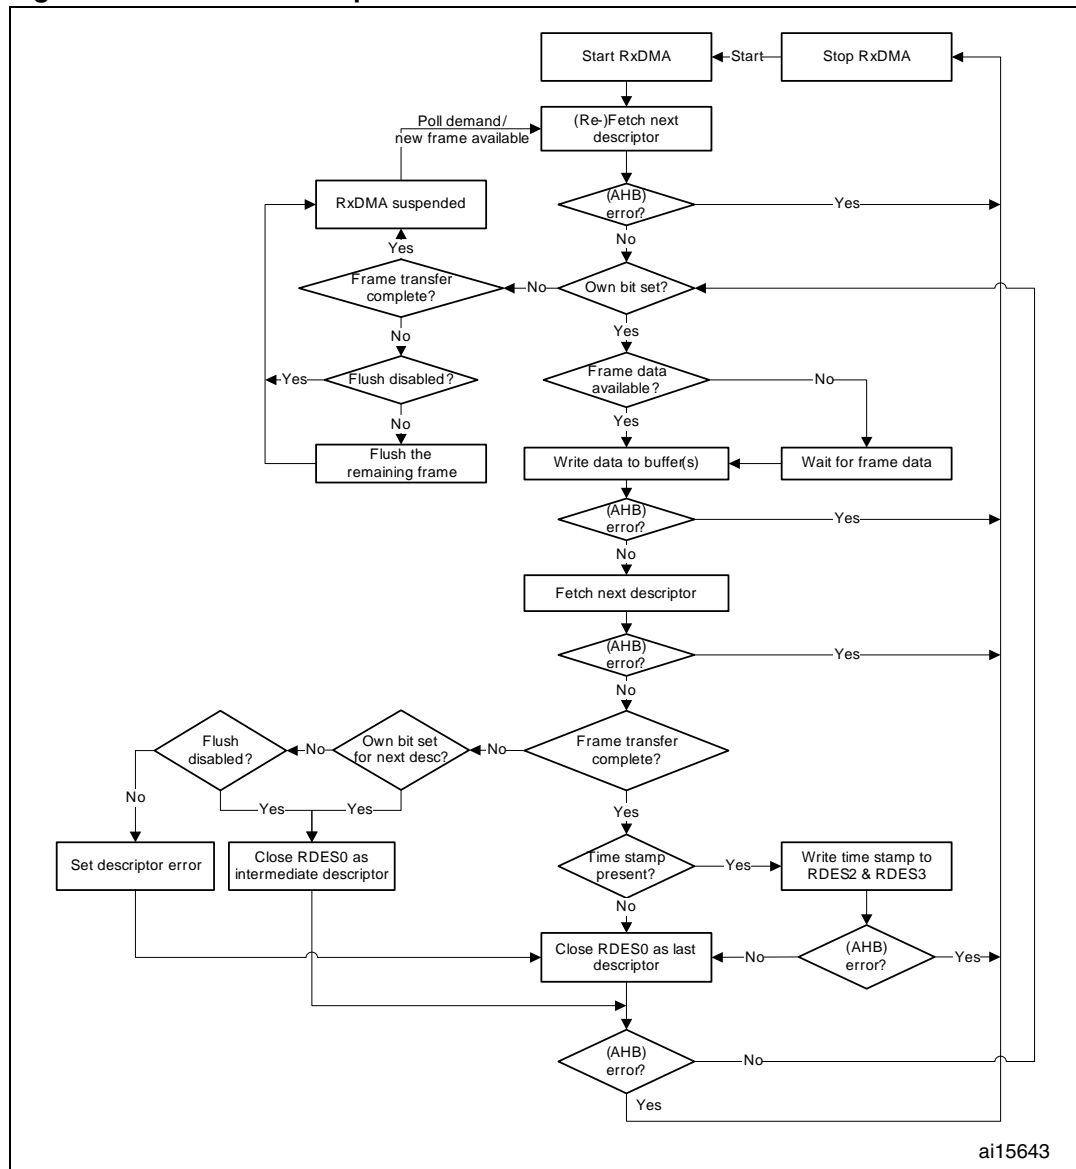 Start RxDMA
Start
Stop RxDMA
Poll demand/
new frame available
(Re-)Fetch next
descriptor
RxDMA suspended
(AHB)
error?
Yes
No
Yes
Frame transfer
complete?
No
Own bit set?
No
Yes
Yes
Flush disabled?
Frame data
available?
No
No
Yes
Flush the
remaining frame
Write data to buffer(s)
Wait for frame data
(AHB)
error?
Yes
No
Fetch next descriptor
(AHB)
error?
Yes
No
Flush
disabled?
No
Own bit set
for next desc?
No
Frame transfer
complete?
No
Yes
Yes
Yes
Set descriptor error
Close RDES0 as
intermediate descriptor
Time stamp
present?
Yes
Write time stamp to
RDES2 & RDES3
No
Close RDES0 as last
descriptor
No
(AHB)
error?
Yes
(AHB)
error?
No
Yes
ai15643